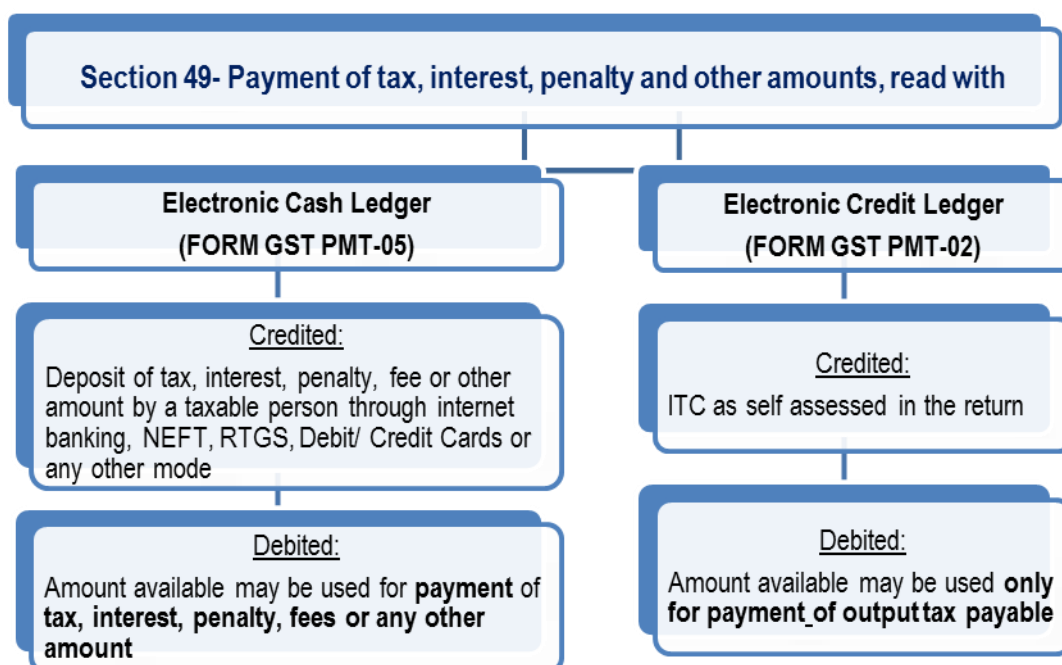 Section 49- Payment of tax, interest, penalty and other amounts, read with
Electronic Cash Ledger
(FORM GST PMT-05)
Credited:
Deposit of tax, interest, penalty, fee or other
amount by a taxable person through internet
banking, NEFT, RTGS, Debit/ Credit Cards or
any other mode
Debited:
Amount available may be used for payment of
tax, interest, penalty, fees or any other
amount
Electronic Credit Ledger
(FORM GST PMT-02)
Credited:
ITC as self assessed in the return
Debited:
Amount available may be used only
for payment of output tax payable